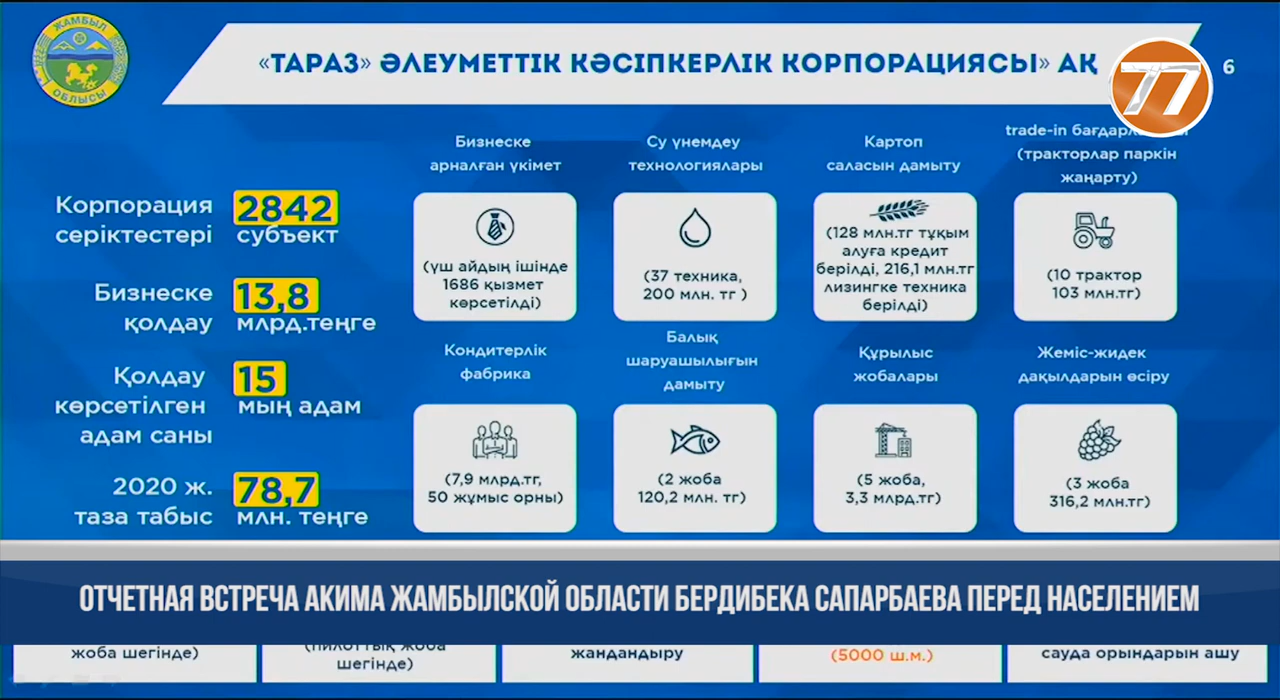 ЖАМБЫЛ
ОБЛЫСЫ
«ТАРАЗ» ӘЛЕУМЕТТІК КӘСІПКЕРЛІК КОРПОРАЦИЯСЫ» АҚ
77
6
Корпорация
серіктестері
2842
субъект
Бизнеске
қолдау
13,8
млрд.теңге
Қолдау
көрсетілген
адам саны
15
мың адам
2020 ж.
таза табыс
78,7
млн. теңге
Бизнеске
арналған үкімет
(үш айдың ішінде
1686 қызмет
көрсетілді)
Су үнемдеу
технологиялары
(37 техника,
200 млн. тг )
Картоп
саласын дамыту
(128 млн.тг тұқым
алуға кредит
берілді, 216,1 млн.тг
лизингке техника
берілді)
trade-in
(тракторлар паркін
жаңарту)
(10 трактор
103 млн.тг)
Кондитерлік
фабрика
(7,9 млрд.тг,
50 жұмыс орны)
Балық
шаруашылығын
дамыту
(2 жоба
120,2 млн. тг)
Құрылыс
жобалары
(5 жоба,
3,3 млрд.тг)
Жеміс-жидек
дақылдарын өсіру
(3 жоба
316,2 млн.тг)
ОТЧЕТНАЯ ВСТРЕЧА АКИМА ЖАМБЫЛСКОЙ ОБЛАСТИ БЕРДИБЕКА САПАРБАЕВА ПЕРЕД НАСЕЛЕНИЕМ
жоба шегінде)
(пилоттық жоба
шегінде)
жандандыру
(5000 ш.м.)
сауда орындарын ашу